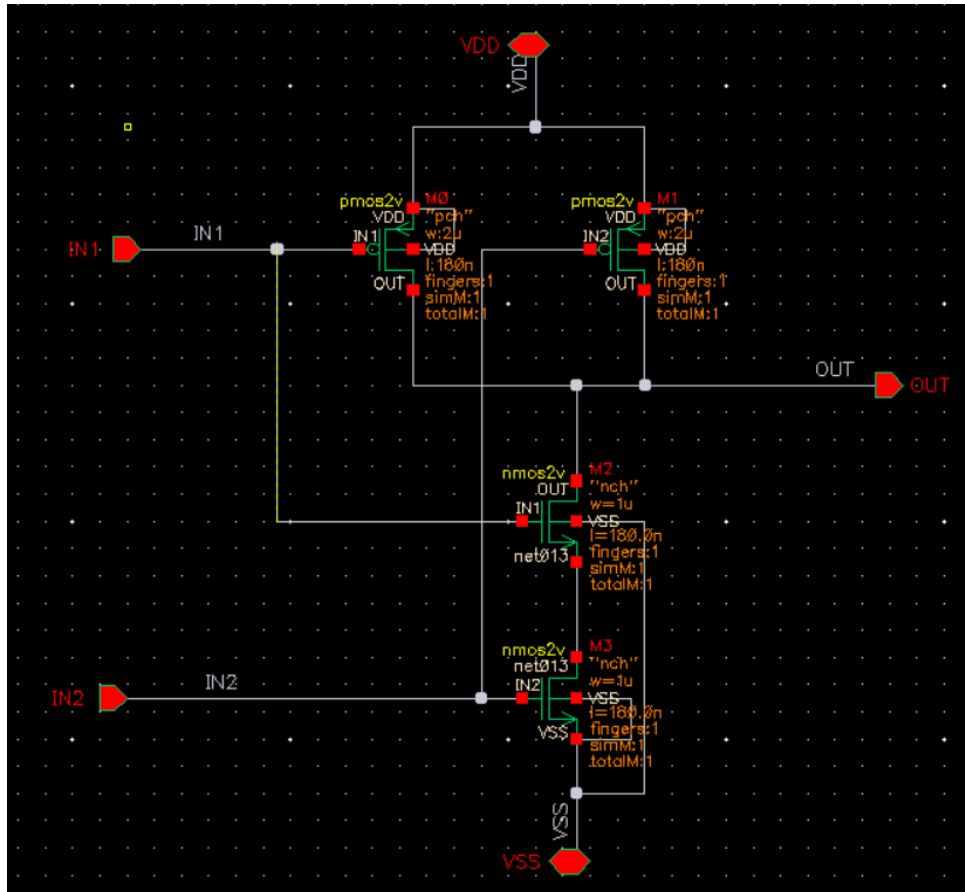 VDD
VDD
pmos2v
M0
VDD
"pch"
w:2u
IN1
VDD
l:180n
OUT
fingers:1
simM:1
totalM:1
pmos2v
M1
VDD
"pch"
w:2u
IN2
VDD
l:180n
OUT
fingers:1
simM:1
totalM:1
IN1
IN1
OUT
OUT
nmos2v
M2
OUT
"nch"
w=1u
IN1
VSS
l=180.0n
net013
fingers:1
simM:1
totalM:1
nmos2v
M3
net013
"nch"
w=1u
IN2
VSS
l=180.0n
VSS
fingers:1
simM:1
totalM:1
IN2
IN2
VSS
VSS